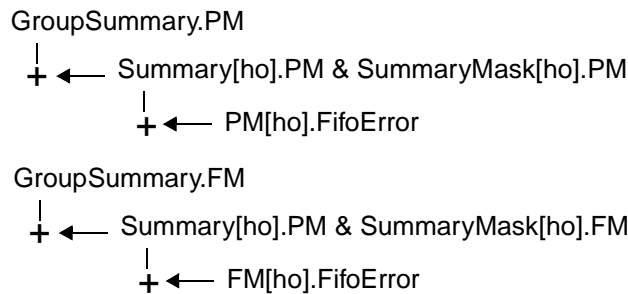 GroupSummary.PM
+ Summary[ho].PM & SummaryMask[ho].PM
+ PM[ho].FifoError
GroupSummary.FM
+ Summary[ho].PM & SummaryMask[ho].FM
+ FM[ho].FifoError